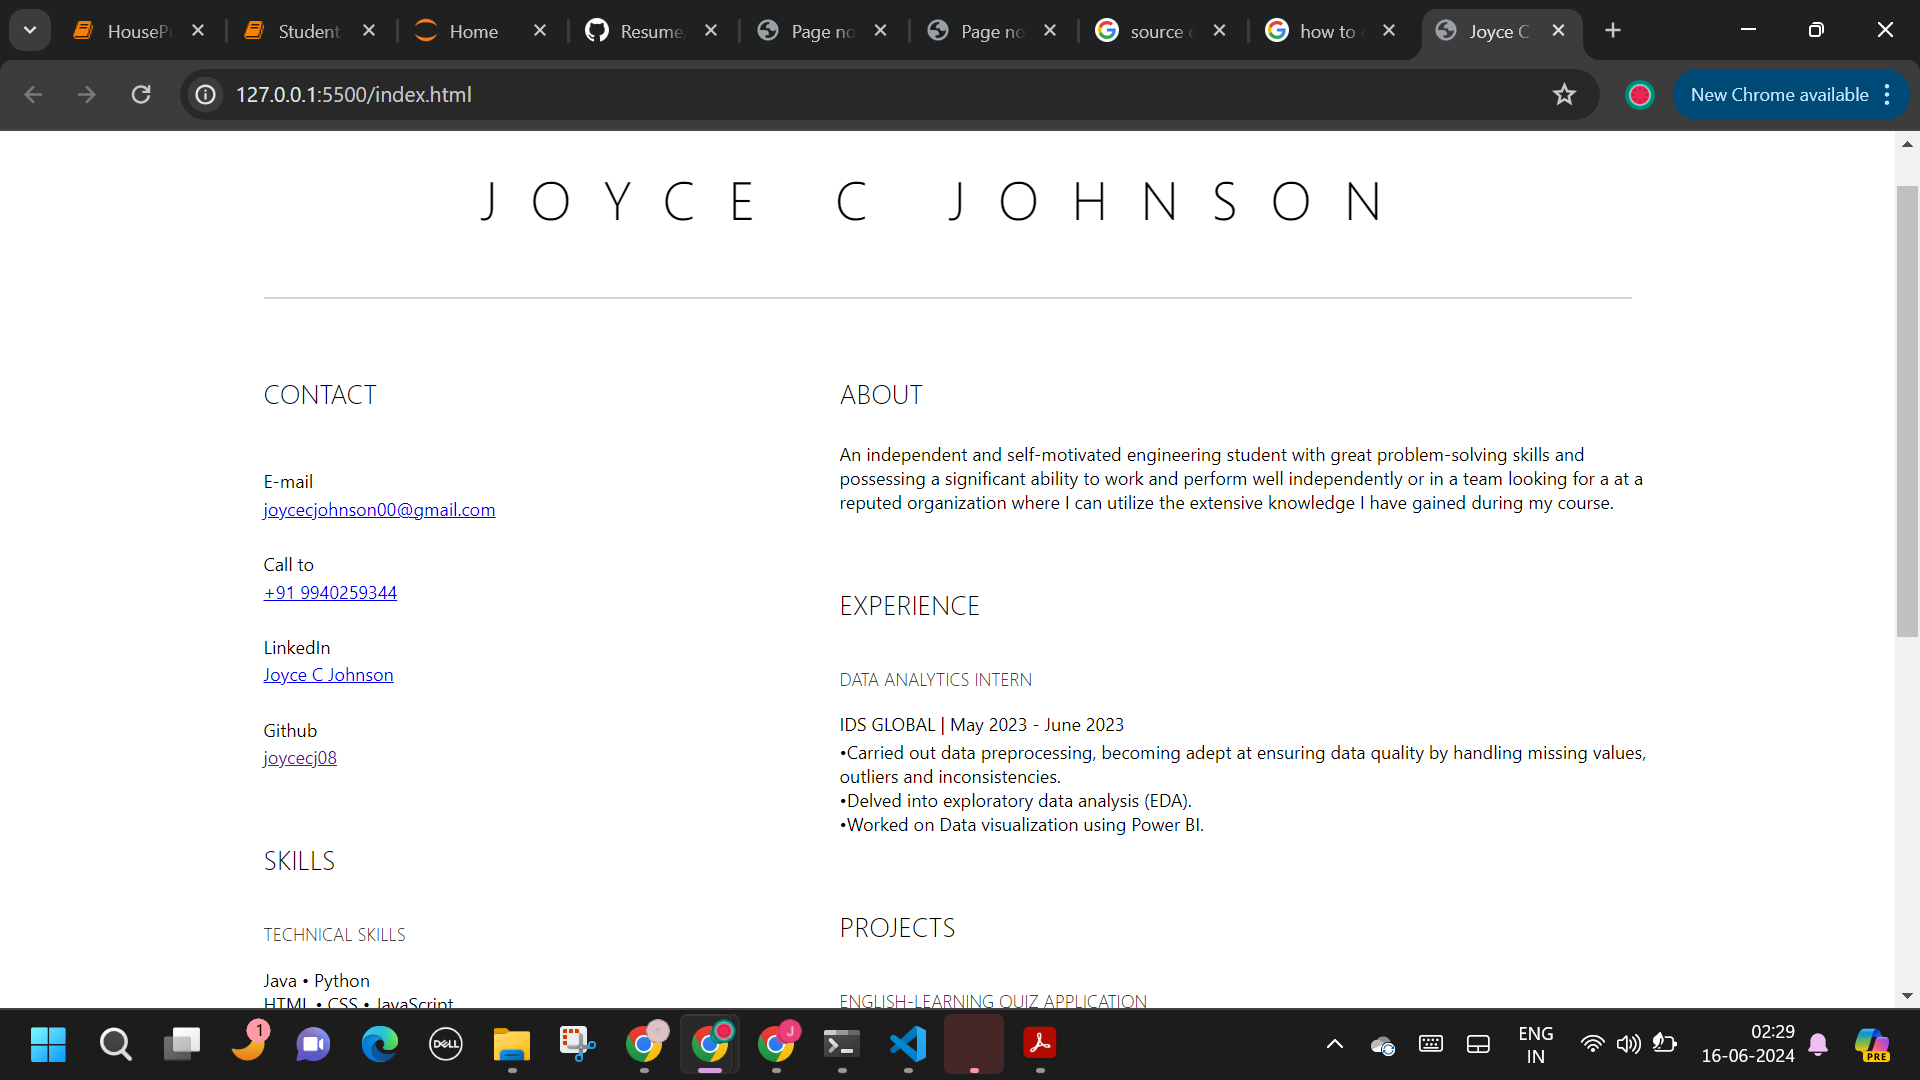 HouseP
Student
Home
Resume
Page no
Page no
source
how to
Joyce C
127.0.0.1:5500/index.html
New Chrome available
JOYCE C JOHNSON
CONTACT
E-mail
joycecjohnson00@gmail.com
Call to
+91 9940259344
LinkedIn
Joyce C Johnson
Github
joycecj08
SKILLS
TECHNICAL SKILLS
Java • Python
HTML • CSS • JavaScript
ABOUT
An independent and self-motivated engineering student with great problem-solving skills and
possessing a significant ability to work and perform well independently or in a team looking for a at a
reputed organization where I can utilize the extensive knowledge I have gained during my course.
EXPERIENCE
DATA ANALYTICS INTERN
IDS GLOBAL | May 2023 - June 2023
•Carried out data preprocessing, becoming adept at ensuring data quality by handling missing values,
outliers and inconsistencies.
•Delved into exploratory data analysis (EDA).
•Worked on Data visualization using Power BI.
PROJECTS
ENGLISH-LEARNING QUIZ APPLICATION
1
DELL
J
ENG
IN
02:29
16-06-2024
PRE